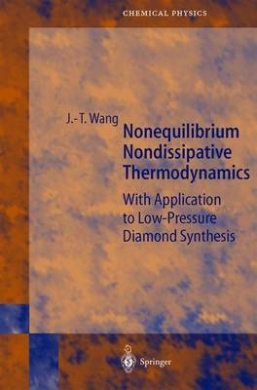 CHEMICAL PHYSICS
J.-T. Wang
Nonequilibrium
Nondissipative
Thermodynamics
With Application
to Low-Pressure
Diamond Synthesis
Springer